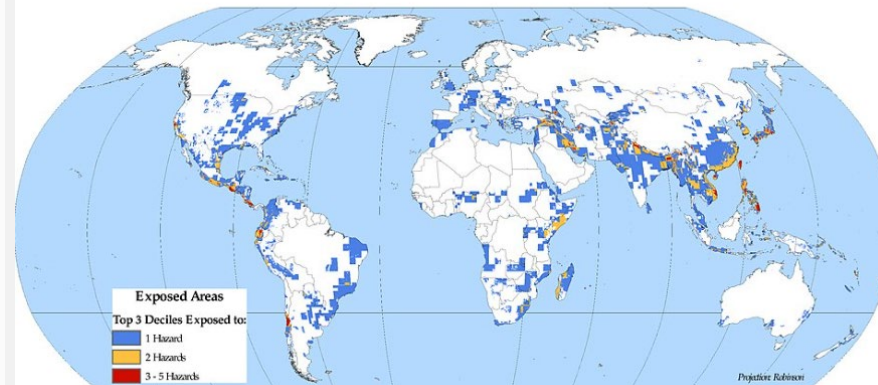 Exposed Areas
Top 3 Deciles Exposed to:
1 Hazard
2 Hazards
3 - 5 Hazards
Projection: Robinson